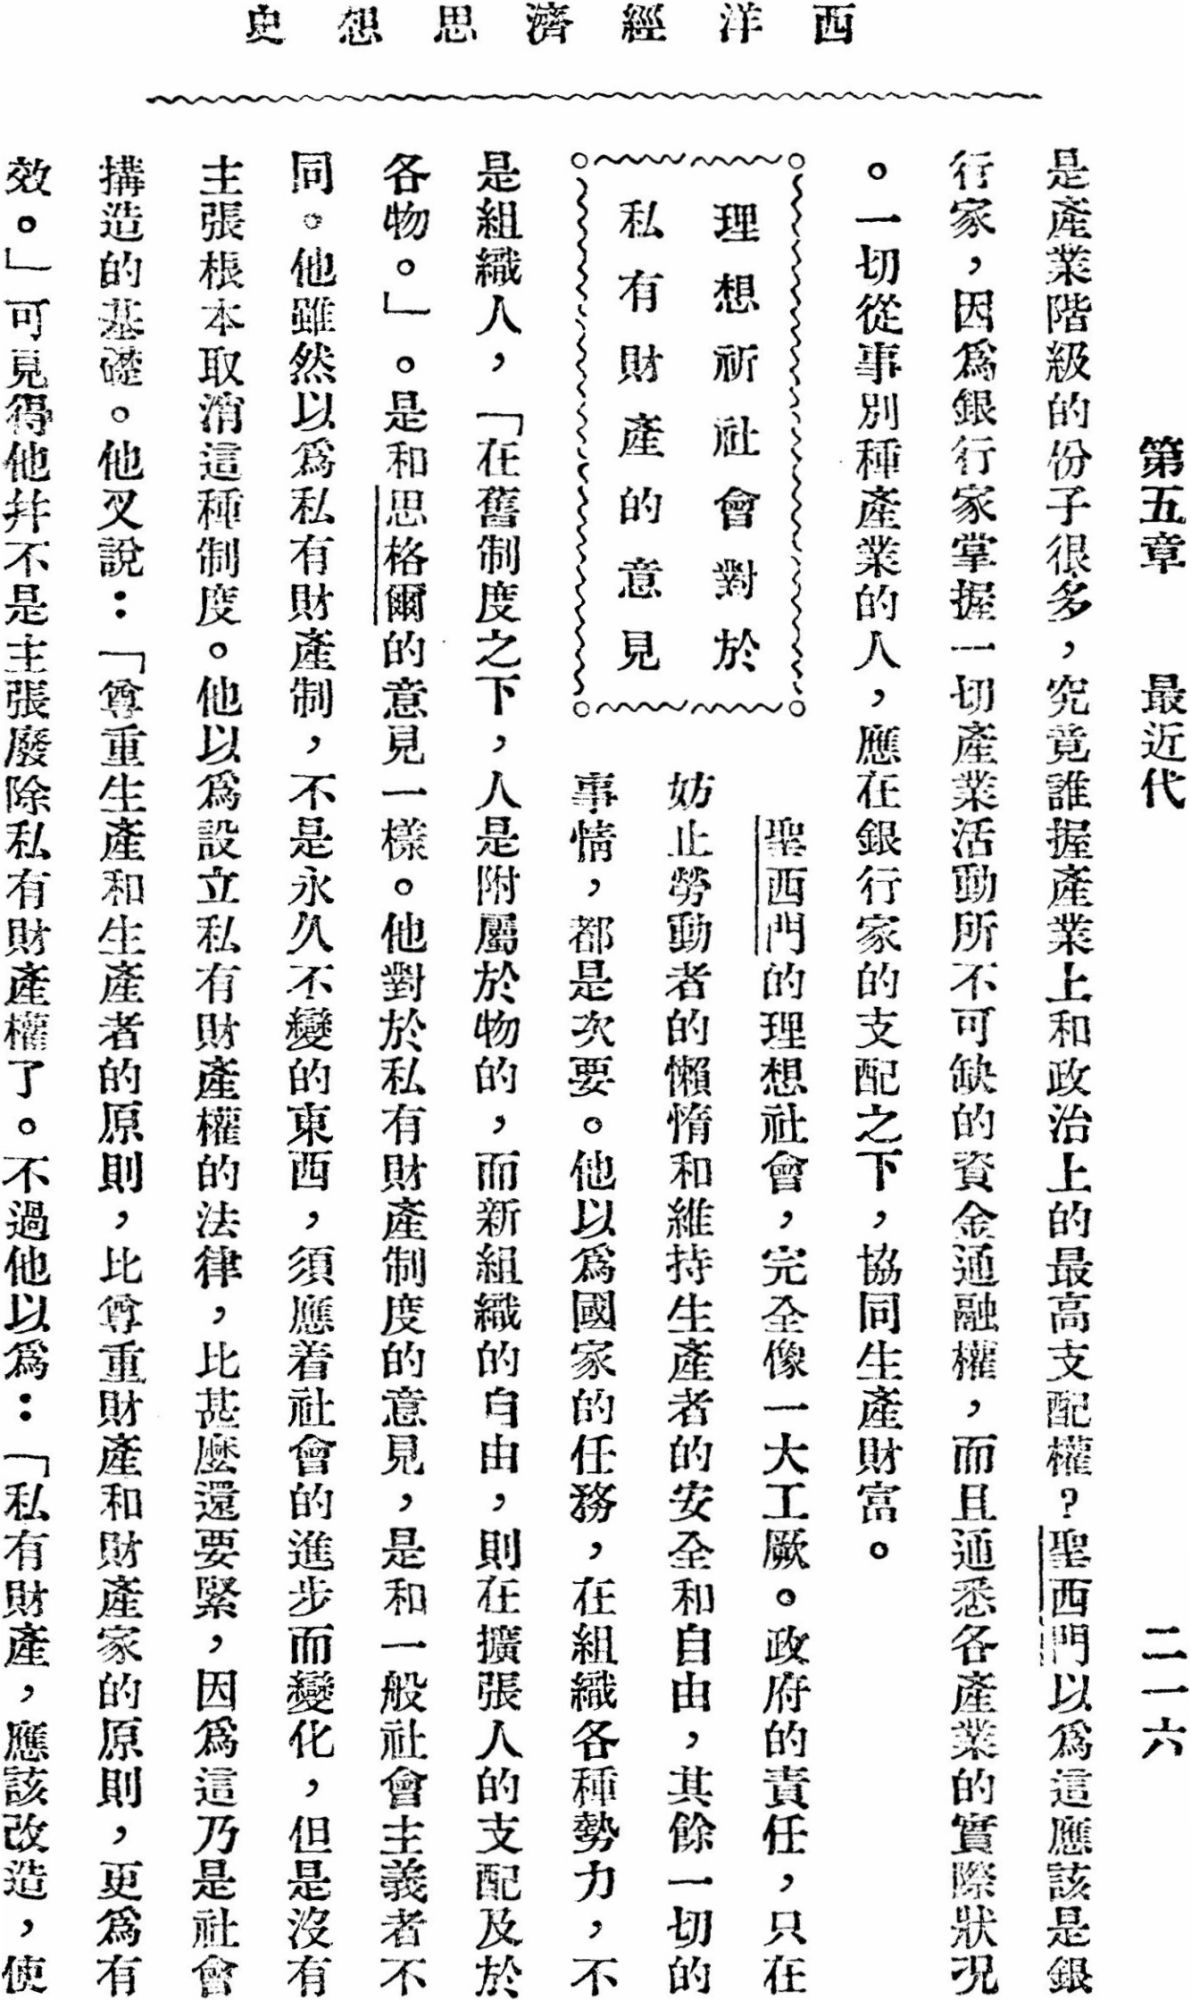 西洋經濟思想史
第五章　最近代　二一六
是產業階級的份子很多，究竟誰握產業上和政治上的最高支配權？聖西門以爲這應該是銀
行家，因爲銀行家掌握一切產業活動所不可缺的資金通融權，而且通悉各產業的實際狀況
。一切從事別種產業的人，應在銀行家的支配之下，協同生產財富。
理想祈社會對於
私有財產的意見
聖西門的理想社會，完全像一大工厰。政府的責任，只在
妨止勞動者的懶惰和維持生產者的安全和自由，其餘一切的
事情，都是次要。他以爲國家的任務，在組織各種勢力，不
是組織人，「在舊制度之下，人是附屬於物的，而新組織的自由，則在擴張人的支配及於
各物。」。是和思格爾的意見一樣。他對於私有財產制度的意見，是和一般社會主義者不
同。他雖然以爲私有財產制，不是永久不變的東西，須應着社會的進步而變化，但是沒有
主張根本取消這種制度。他以爲設立私有財產權的法律，比甚麼還要緊，因爲這乃是社會
搆造的基礎。他又說：「尊重生產和生產者的原則，比尊重財產和財產家的原則，更爲有
效。」可見得他幷不是主張廢除私有財產權了。不過他以爲：「私有財產，應該改造，使